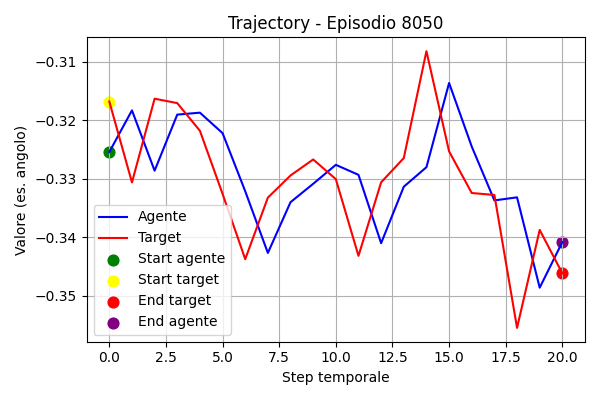 Trajectory - Episodio 8050
Valore (es. angolo)
−0.31
−0.32
−0.33
−0.34
−0.35
Agente
Target
Start agente
Start target
End target
End agente
0.0 2.5 5.0 7.5 10.0 12.5 15.0 17.5 20.0
Step temporale